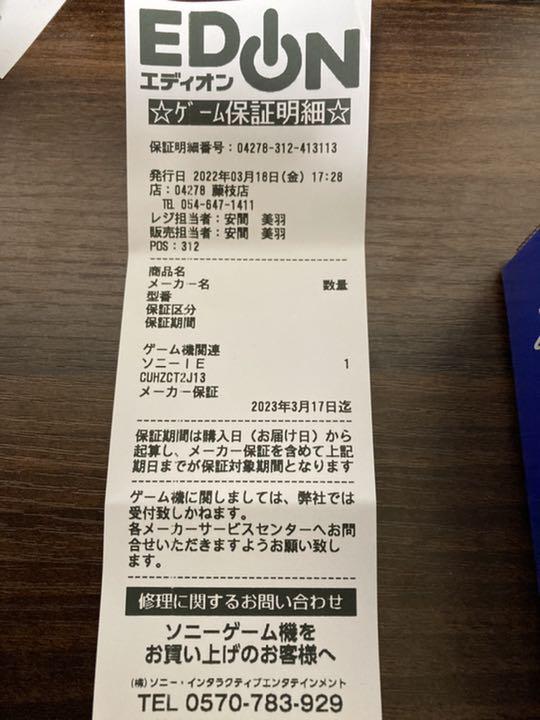 EDION
エディオン
☆ゲーム保証明細☆
保証明細番号：04278-312-413113
発行日 2022年03月18日(金) 17:28
店：04278 藤枝店
TEL 054-647-1411
レジ担当者：安間 美羽
販売担当者：安間 美羽
POS：312
商品名
メーカー名 数量
型番
保証区分
保証期間
ゲーム機関連
ソニーＩＥ 1
CUHZCT2J13
メーカー保証
2023年3月17日迄
保証期間は購入日（お届け日）から
起算し、メーカー保証を含めて上記
期日までが保証対象期間となります
ゲーム機に関しましては、弊社では
受付致しかねます。
各メーカーサービスセンターへお問
合せいただきますようお願い致し
ます。
修理に関するお問い合わせ
ソニーゲーム機を
お買い上げのお客様へ
(株)ソニー・インタラクティブエンタテインメント
TEL 0570-783-929